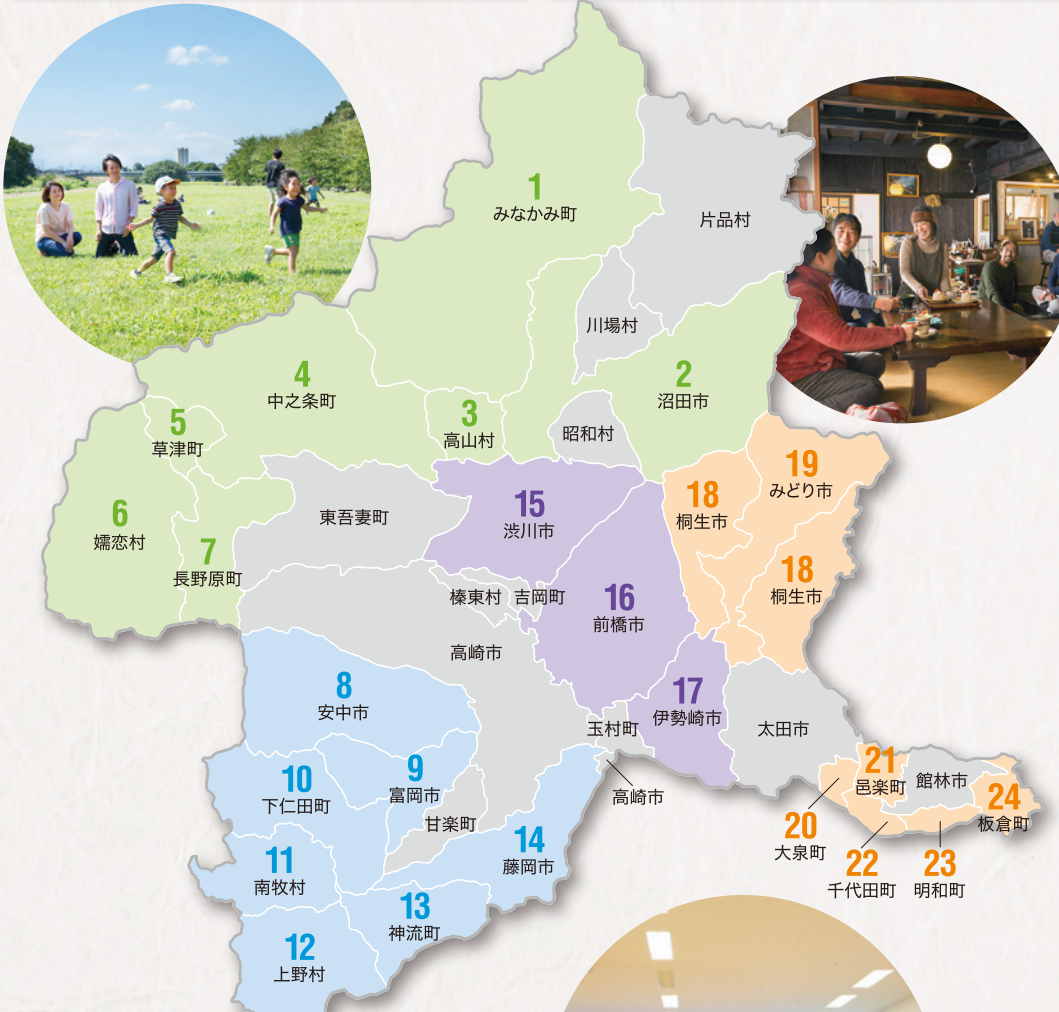 1
みなかみ町
片品村
川場村
2
沼田市
4
中之条町
3
高山村
昭和村
5
草津町
6
嬬恋村
7
長野原町
東吾妻町
15
渋川市
18
桐生市
19
みどり市
18
桐生市
榛東村
吉岡町
16
前橋市
高崎市
8
安中市
17
伊勢崎市
玉村町
太田市
高崎市
10
下仁田町
9
富岡市
甘楽町
14
藤岡市
11
南牧村
13
神流町
12
上野村
21
邑楽町
館林市
24
板倉町
20
大泉町
22
千代田町
23
明和町